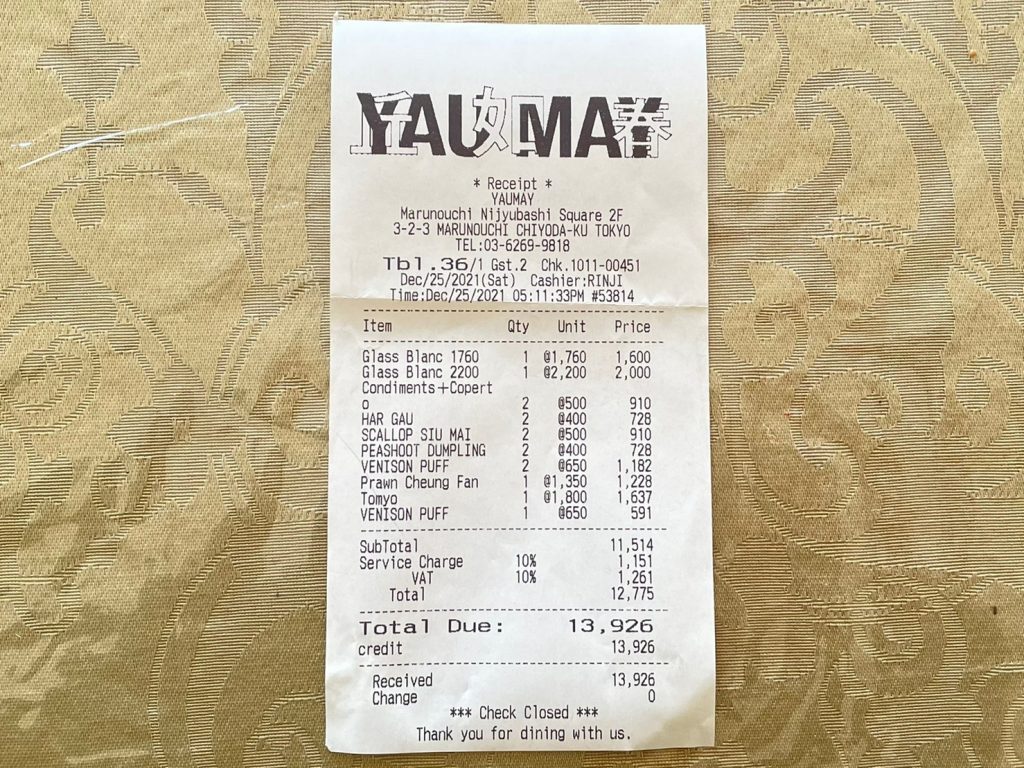 YAUMAY
* Receipt *
YAUMAY
Marunouchi Nijyubashi Square 2F
3-2-3 MARUNOUCHI CHIYODA-KU TOKYO
TEL:03-6269-9818
Tbl.36/1 Gst.2 Chk.1011-00451
Dec/25/2021(Sat) Cashier:RINJI
Time:Dec/25/2021 05:11:33PM #53814
Item Qty Unit Price
Glass Blanc 1760 1 @1,760 1,600
Glass Blanc 2200 1 @2,200 2,000
Condiments+Copert
o 2 @500 910
HAR GAU 2 @400 728
SCALLOP SIU MAI 2 @500 910
PEASHOOT DUMPLING 2 @400 728
VENISON PUFF 2 @650 1,182
Prawn Cheung Fan 1 @1,350 1,228
Tomyo 1 @1,800 1,637
VENISON PUFF 1 @650 591
SubTotal 11,514
Service Charge 10% 1,151
VAT 10% 1,261
Total 12,775
Total Due: 13,926
credit 13,926
Received 13,926
Change 0
*** Check Closed ***
Thank you for dining with us.